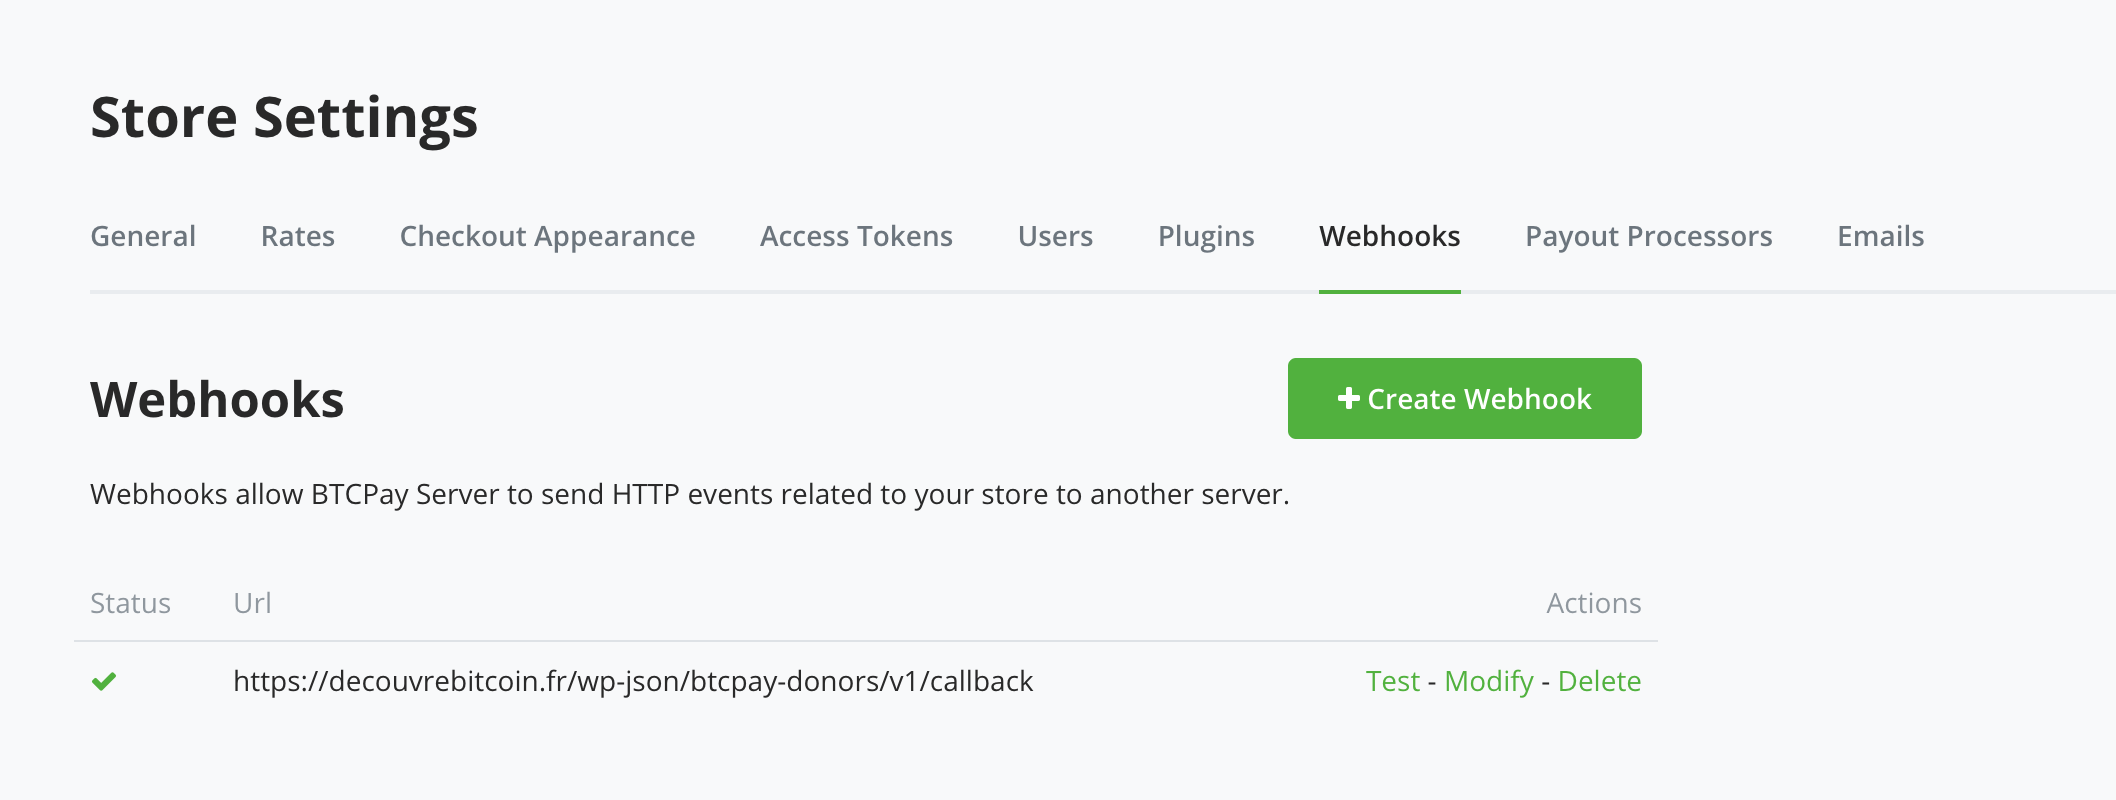 Store Settings
General Rates Checkout Appearance Access Tokens Users Plugins Webhooks Payout Processors Emails
Webhooks
Create Webhook
Webhooks allow BTCPay Server to send HTTP events related to your store to another server.
Status Url Actions
https://decouvrebitcoin.fr/wp-json/btcpay-donors/v1/callback Test - Modify - Delete